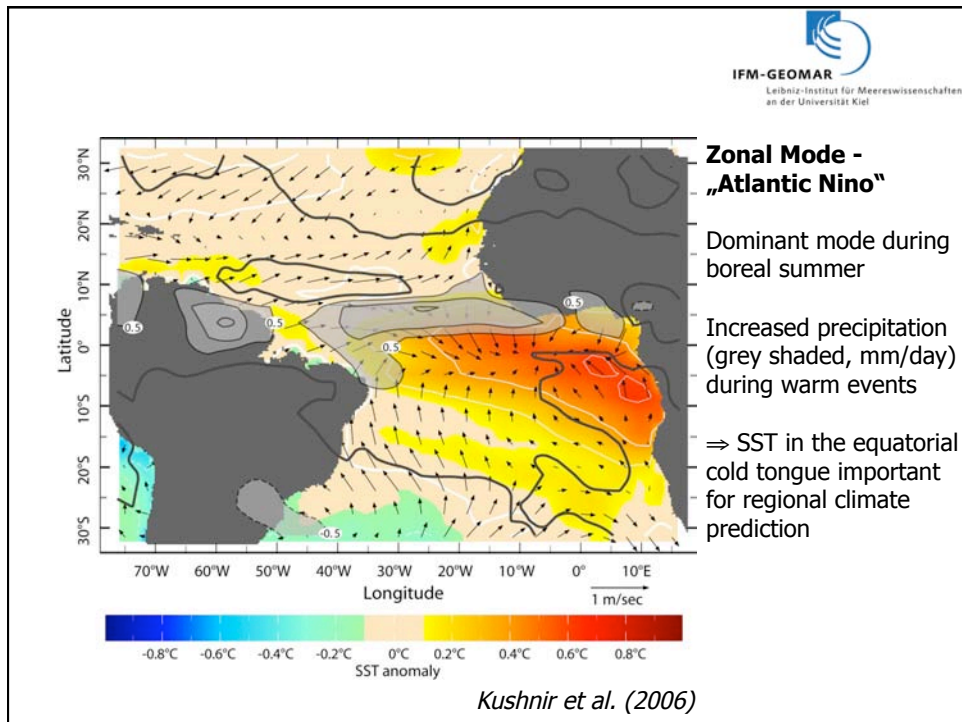 IFM-GEOMAR
Leibniz-Institut für Meereswissenschaften
an der Universität Kiel
Zonal Mode -
„Atlantic Nino“
Dominant mode during
boreal summer
Increased precipitation
(grey shaded, mm/day)
during warm events
⇒ SST in the equatorial
cold tongue important
for regional climate
prediction
Latitude
30°N
20°N
10°N
0°
10°S
20°S
30°S
0.5
0.5
0.5
0.5
-0.5
70°W 60°W 50°W 40°W 30°W 20°W 10°W 0° 10°E
Longitude
1 m/sec
-0.8°C -0.6°C -0.4°C -0.2°C 0°C 0.2°C 0.4°C 0.6°C 0.8°C
SST anomaly
Kushnir et al. (2006)